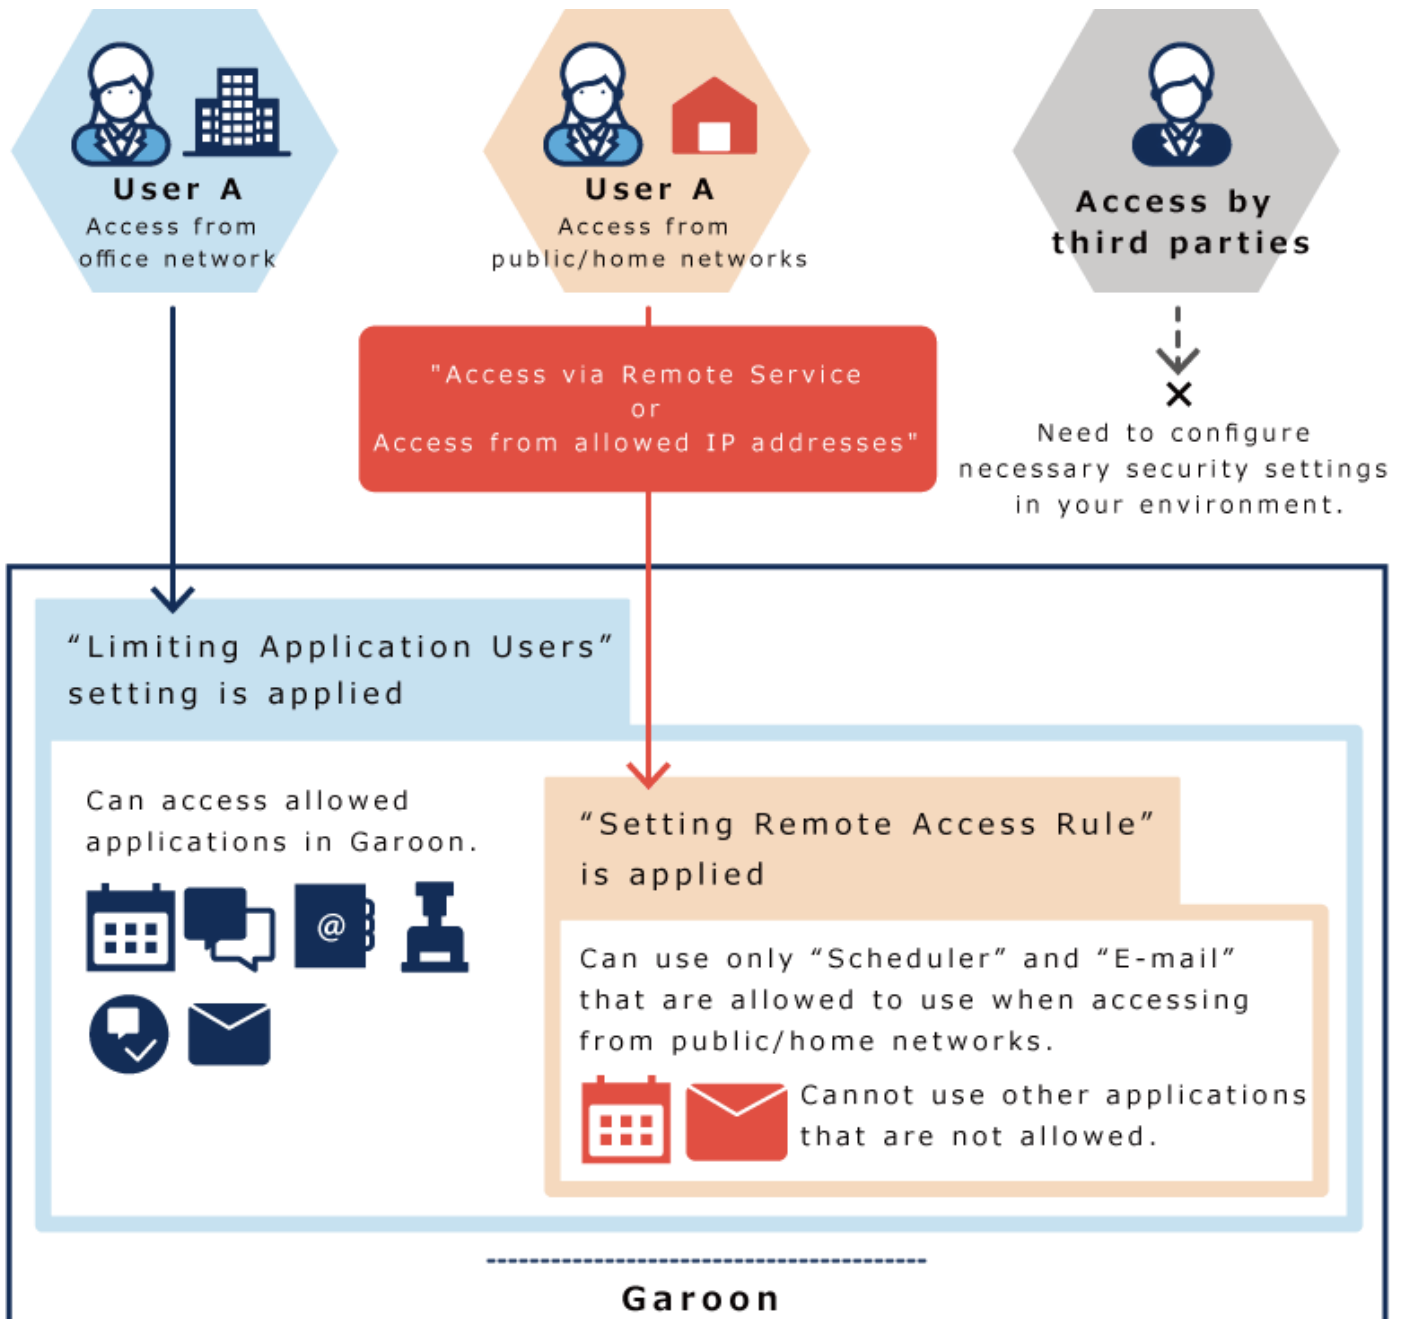 User A
Access from
office network
User A
Access from
public/home networks
Access by
third parties
"Access via Remote Service
or
Access from allowed IP addresses"
Need to configure
necessary security settings
in your environment.
“Limiting Application Users”
setting is applied
Can access allowed
applications in Garoon.
@
“Setting Remote Access Rule”
is applied
Can use only “Scheduler” and “E-mail”
that are allowed to use when accessing
from public/home networks.
Cannot use other applications
that are not allowed.
Garoon